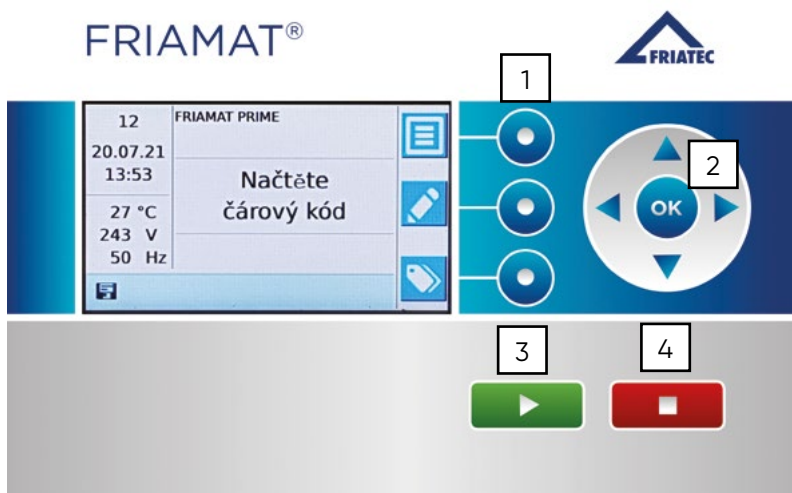 FRIAMAT®
FRIATEC
1
12
20.07.21
13:53
27 °C
243 V
50 Hz
FRIAMAT PRIME
Načtěte
čárový kód
2
OK
3
4